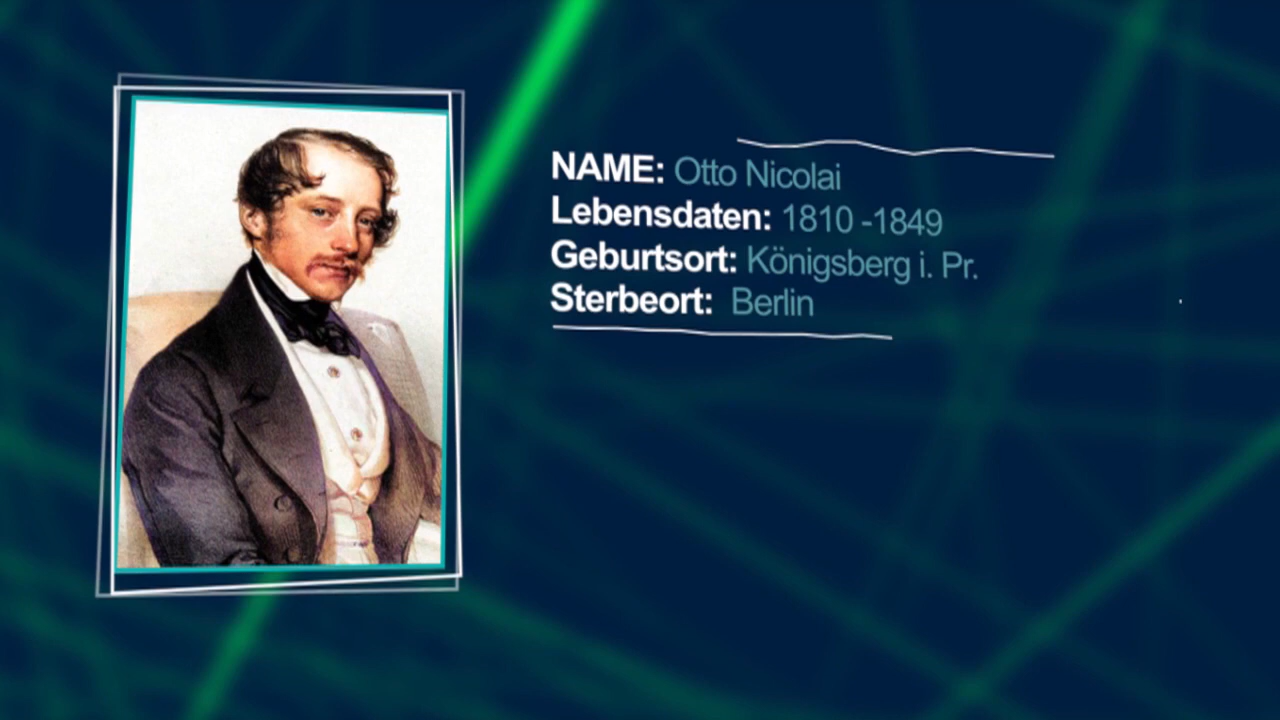 NAME: Otto Nicolai
Lebensdaten: 1810 -1849
Geburtsort: Königsberg i. Pr.
Sterbeort: Berlin